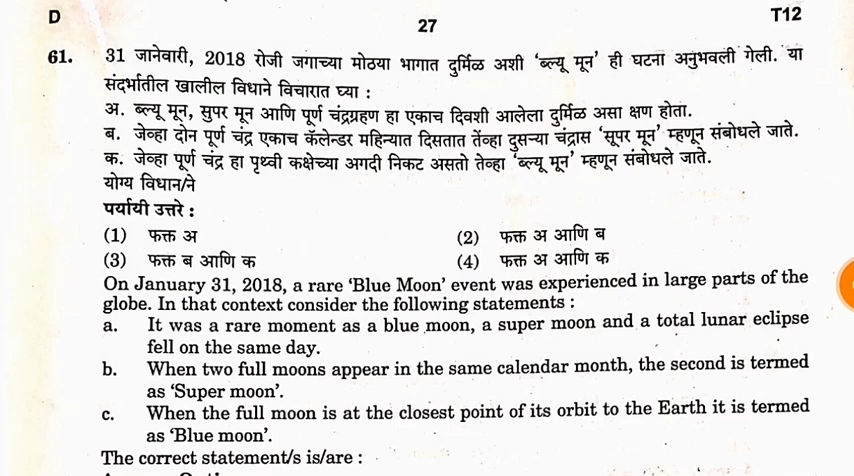 D
27
T12
61. 31 जानेवारी, 2018 रोजी जगाच्या मोठया भागात दुर्मिळ अशी ‘ब्ल्यू मून’ ही घटना अनुभवली गेली. या
संदर्भातील खालील विधाने विचारात घ्या :
अ. ब्ल्यू मून, सुपर मून आणि पूर्ण चंद्रग्रहण हा एकाच दिवशी आलेला दुर्मिळ असा क्षण होता.
ब. जेव्हा दोन पूर्ण चंद्र एकाच कॅलेन्डर महिन्यात दिसतात तेंव्हा दुसऱ्या चंद्रास ‘सूपर मून’ म्हणून संबोधले जाते.
क. जेव्हा पूर्ण चंद्र हा पृथ्वी कक्षेच्या अगदी निकट असतो तेव्हा ‘ब्ल्यू मून’ म्हणून संबोधले जाते.
योग्य विधान/ने
पर्यायी उत्तरे :
(1) फक्त अ (2) फक्त अ आणि ब
(3) फक्त ब आणि क (4) फक्त अ आणि क
On January 31, 2018, a rare ‘Blue Moon’ event was experienced in large parts of the
globe. In that context consider the following statements :
a. It was a rare moment as a blue moon, a super moon and a total lunar eclipse
fell on the same day.
b. When two full moons appear in the same calendar month, the second is termed
as ‘Super moon’.
c. When the full moon is at the closest point of its orbit to the Earth it is termed
as ‘Blue moon’.
The correct statement/s is/are :